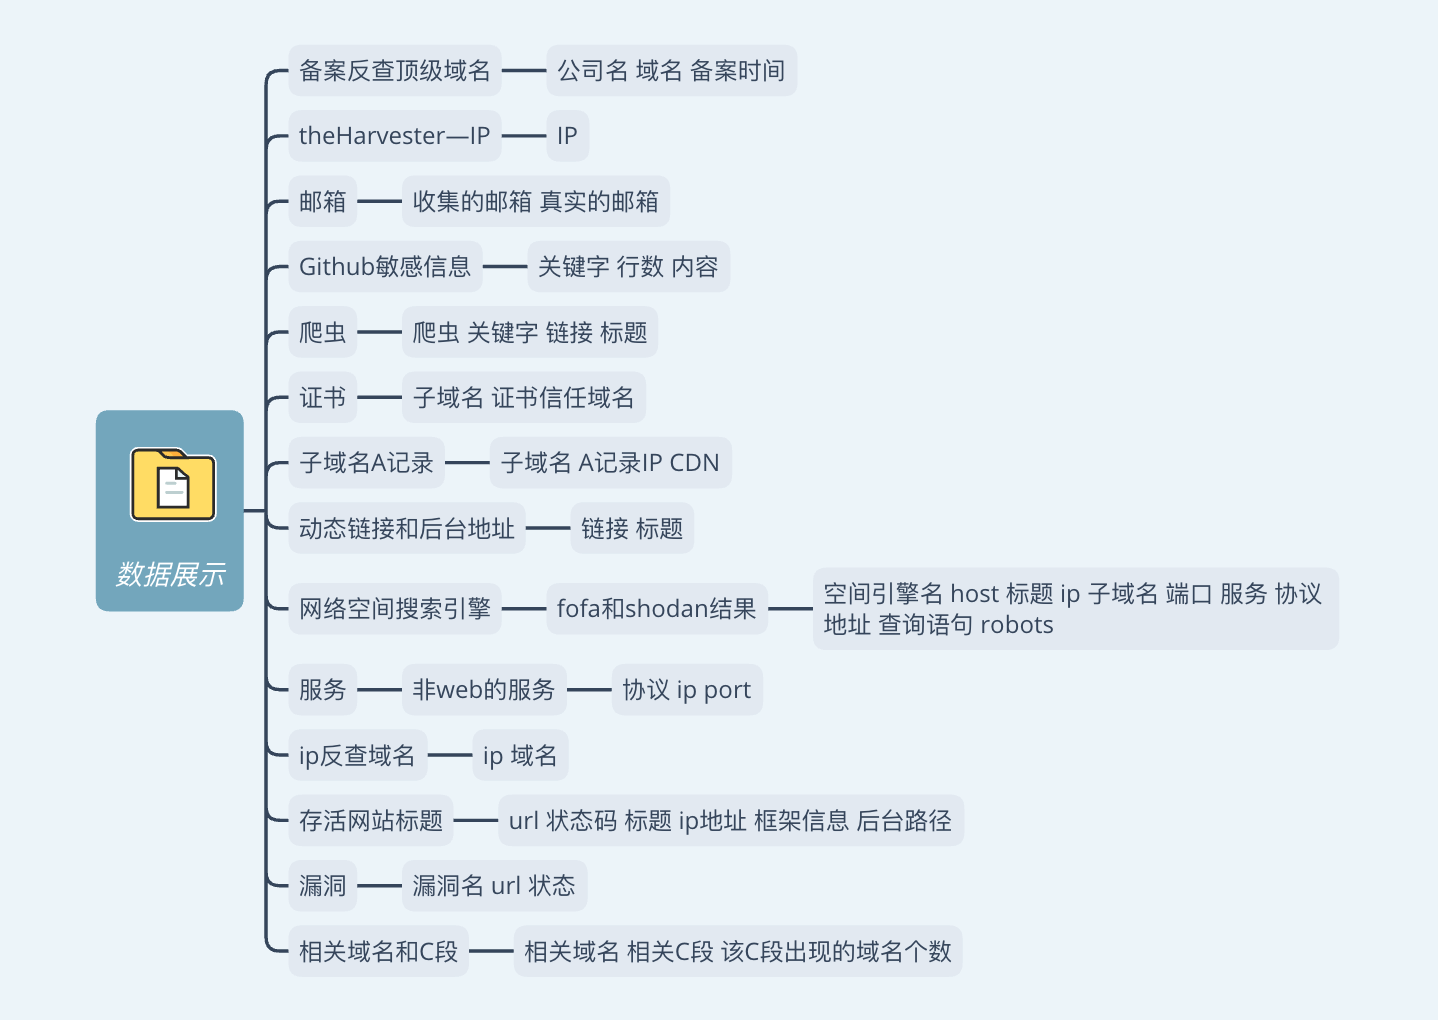 备案反查顶级域名
公司名 域名 备案时间
theHarvester—IP
IP
邮箱
收集的邮箱 真实的邮箱
Github敏感信息
关键字 行数 内容
爬虫
爬虫 关键字 链接 标题
证书
子域名 证书信任域名
子域名A记录
子域名 A记录IP CDN
动态链接和后台地址
链接 标题
网络空间搜索引擎
fofa和shodan结果
空间引擎名 host 标题 ip 子域名 端口 服务 协议
地址 查询语句 robots
服务
非web的服务
协议 ip port
ip反查域名
ip 域名
存活网站标题
url 状态码 标题 ip地址 框架信息 后台路径
漏洞
漏洞名 url 状态
相关域名和C段
相关域名 相关C段 该C段出现的域名个数
数据展示